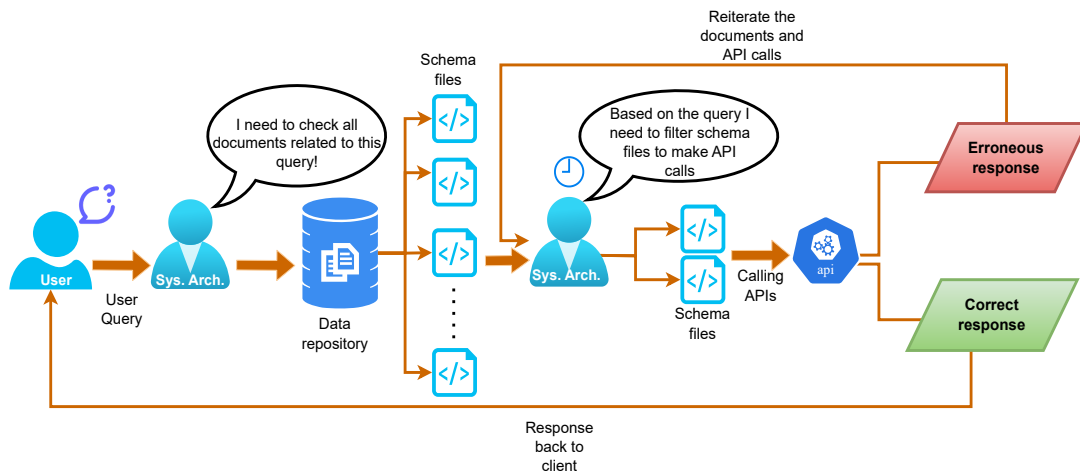 Reiterate the
documents and
API calls
Schema
files
I need to check all
documents related to this
query!
Based on the query I
need to filter schema
files to make API
calls
Erroneous
response
?
User
Sys. Arch.
User
Query
Data
repository
</>
</>
</>
</>
Sys. Arch.
</>
</>
Schema
files
Calling
APIs
api
Correct
response
Response
back to
client